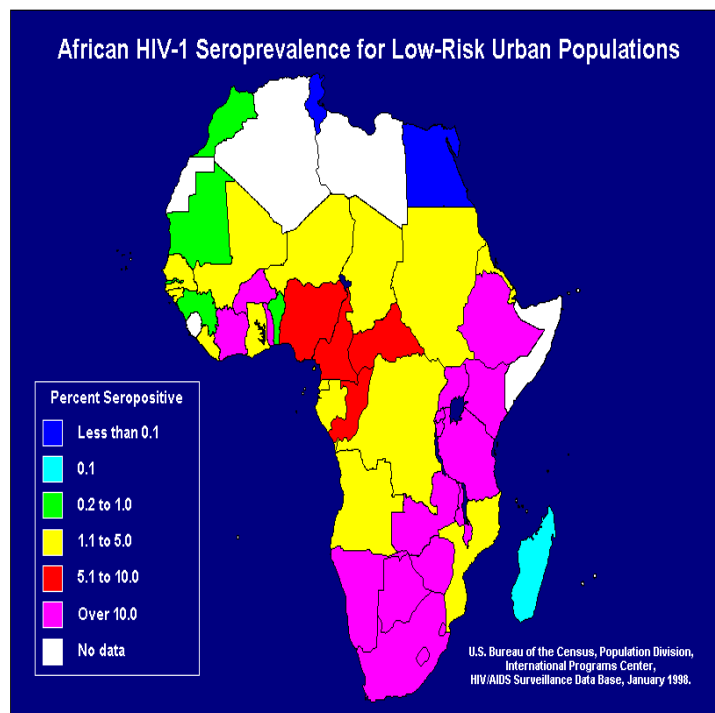 African HIV-1 Seroprevalence for Low-Risk Urban Populations
Percent Seropositive
Less than 0.1
0.1
0.2 to 1.0
1.1 to 5.0
5.1 to 10.0
Over 10.0
No data
U.S. Bureau of the Census, Population Division,
International Programs Center,
HIV/AIDS Surveillance Data Base, January 1998.